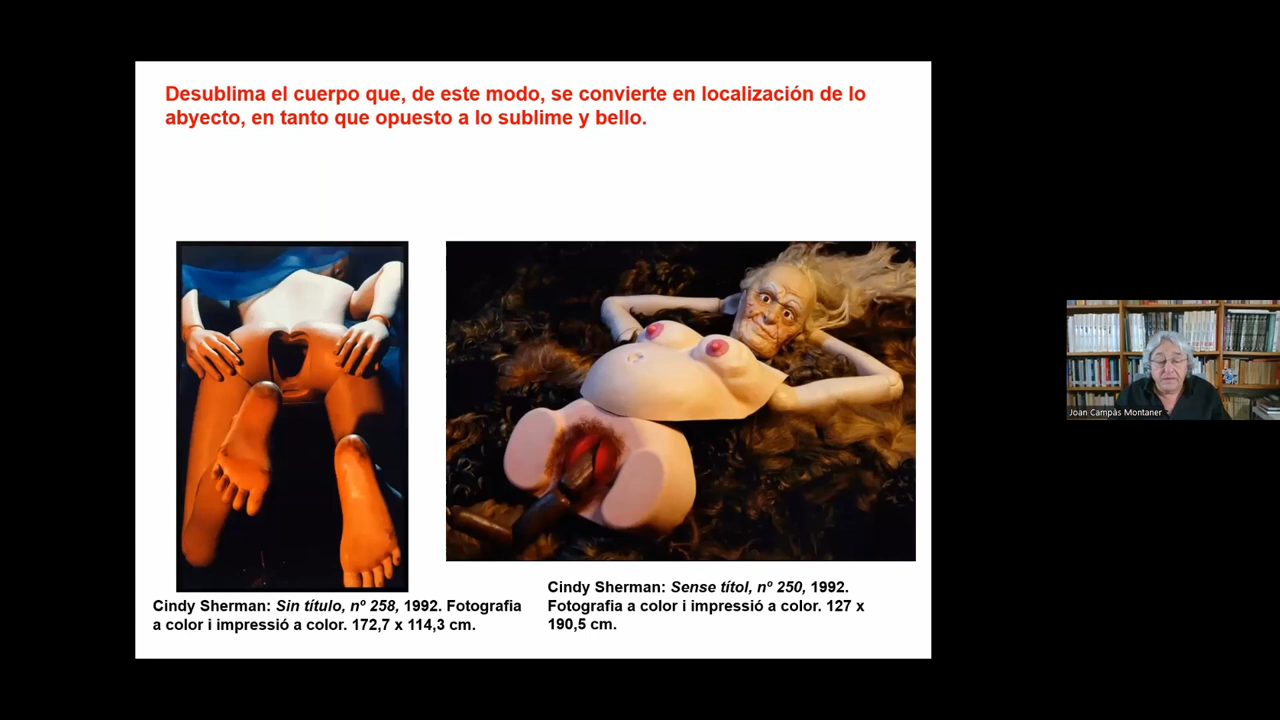 Desublima el cuerpo que, de este modo, se convierte en localización de lo
abyecto, en tanto que opuesto a lo sublime y bello.
Cindy Sherman: Sin título, nº 258, 1992. Fotografia
a color i impressió a color. 172,7 x 114,3 cm.
Cindy Sherman: Sense títol, nº 250, 1992.
Fotografia a color i impressió a color. 127 x
190,5 cm.
Joan Campàs Montaner